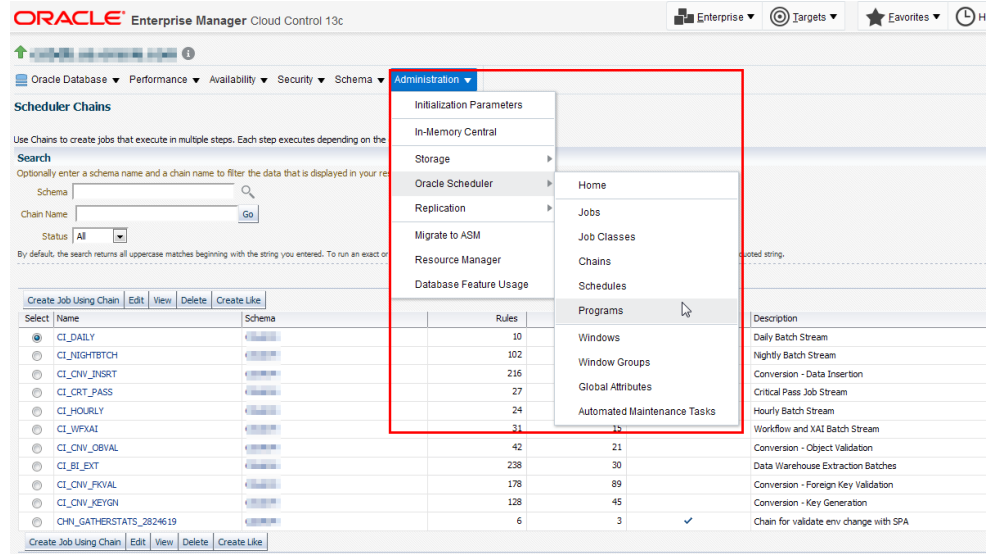 ORACLE Enterprise Manager Cloud Control 13c
Enterprise Targets Favorites H
Oracle Database Performance Availability Security Schema Administration
Scheduler Chains
Use Chains to create jobs that execute in multiple steps. Each step executes depending on the
Search
Optionally enter a schema name and a chain name to filter the data that is displayed in your res
Schema
Chain Name Go
Status All
By default, the search returns all uppercase matches beginning with the string you entered. To run an exact or
quoted string.
Initialization Parameters
In-Memory Central
Storage
Oracle Scheduler
Replication
Migrate to ASM
Resource Manager
Database Feature Usage
Home
Jobs
Job Classes
Chains
Schedules
Programs
Windows
Window Groups
Global Attributes
Automated Maintenance Tasks
Create Job Using Chain Edit View Delete Create Like
Select Name Schema Rules Description
CI_DAILY 10 Daily Batch Stream
CI_NIGHTBTCH 102 Nightly Batch Stream
CI_CNV_INSRT 216 Conversion - Data Insertion
CI_CRT_PASS 27 Critical Pass Job Stream
CI_HOURLY 24 Hourly Batch Stream
CI_WFXAI 31 15 Workflow and XAI Batch Stream
CI_CNV_OBVAL 42 21 Conversion - Object Validation
CI_BI_EXT 238 30 Data Warehouse Extraction Batches
CI_CNV_FKVAL 178 89 Conversion - Foreign Key Validation
CI_CNV_KEYGN 128 45 Conversion - Key Generation
CHN_GATHERSTATS_2824619 6 3 Chain for validate env change with SPA
Create Job Using Chain Edit View Delete Create Like